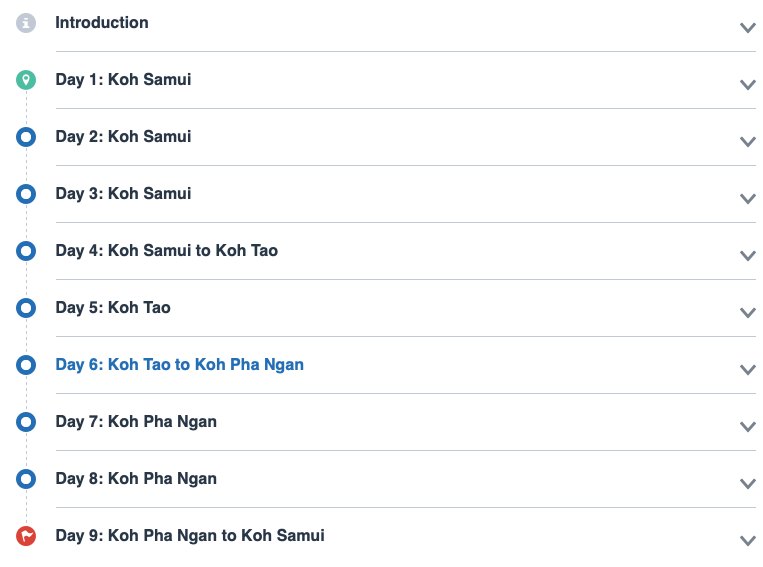 Introduction
Day 1: Koh Samui
Day 2: Koh Samui
Day 3: Koh Samui
Day 4: Koh Samui to Koh Tao
Day 5: Koh Tao
Day 6: Koh Tao to Koh Pha Ngan
Day 7: Koh Pha Ngan
Day 8: Koh Pha Ngan
Day 9: Koh Pha Ngan to Koh Samui